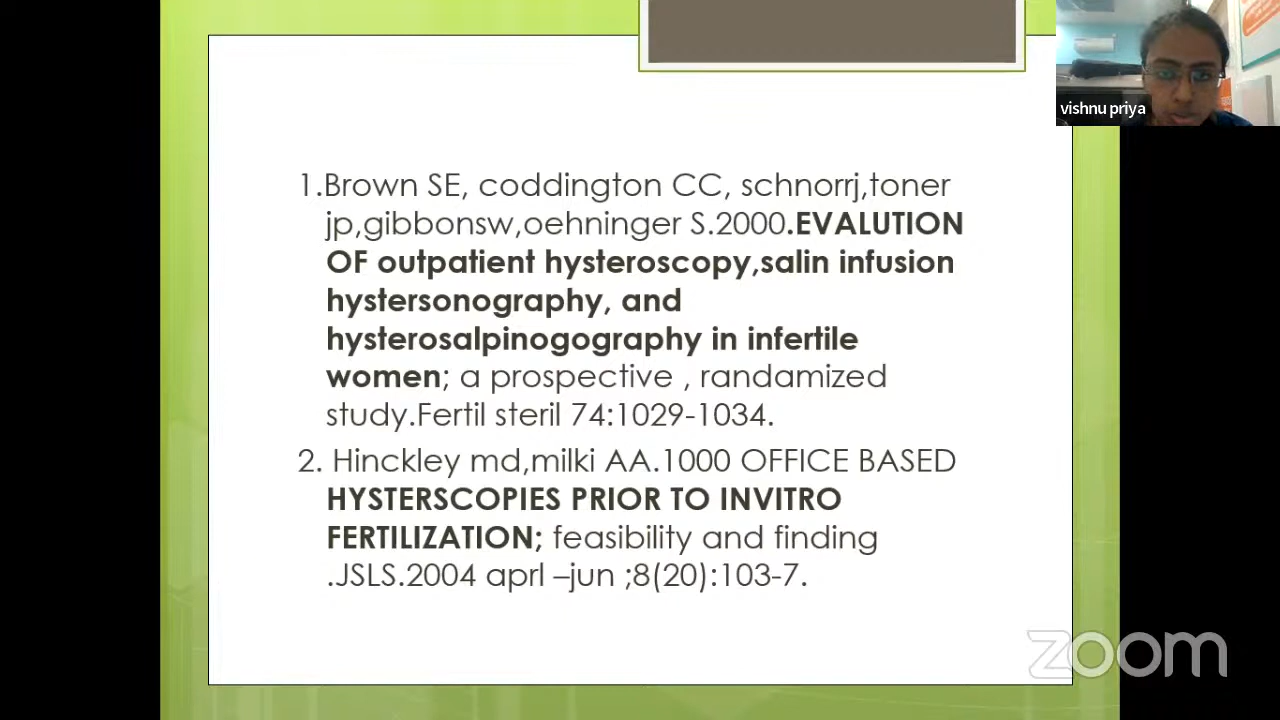 vishnu priya
1.Brown SE, coddington CC, schnorrj,toner
jp,gibbonsw,oehninger S.2000.EVALUTION
OF outpatient hysteroscopy,salin infusion
hystersonography, and
hysterosalpinogography in infertile
women; a prospective , randamized
study.Fertil steril 74:1029-1034.
2. Hinckley md,milki AA.1000 OFFICE BASED
HYSTERSCOPIES PRIOR TO INVITRO
FERTILIZATION; feasibility and finding
.JSLS.2004 aprl –jun ;8(20):103-7.
zoom